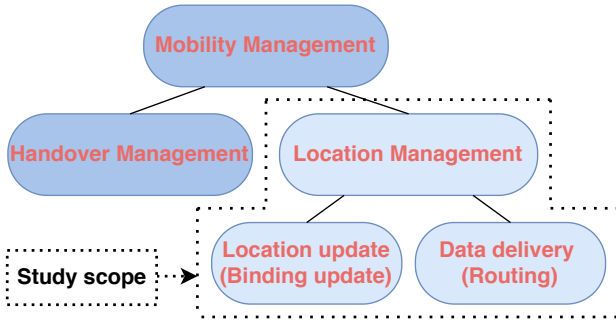 Mobility Management
Handover Management
Location Management
Location update
(Binding update)
Data delivery
(Routing)
Study scope